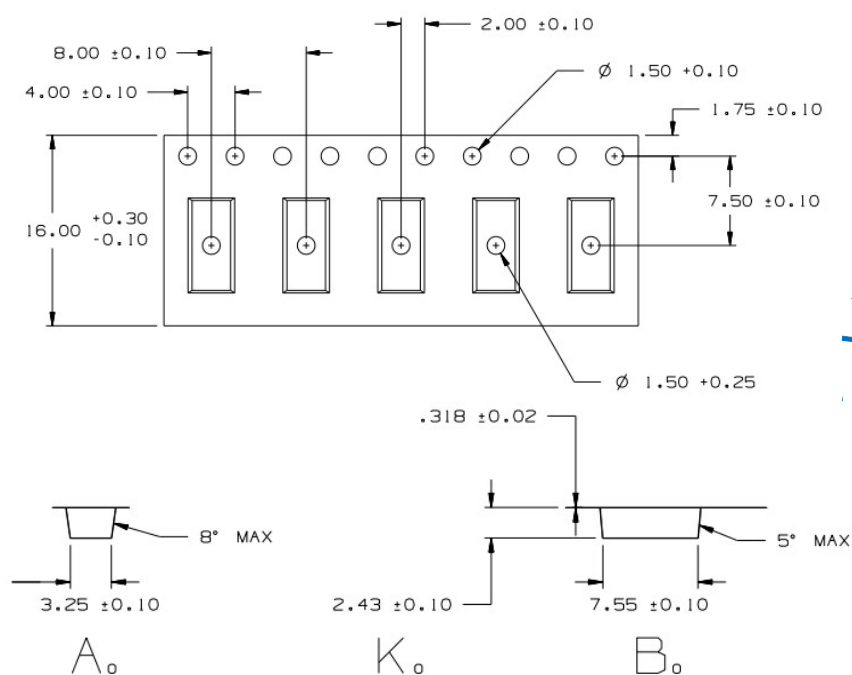 2.00 ±0.10
8.00 ±0.10
Ø 1.50 +0.10
4.00 ±0.10
1.75 ±0.10
7.50 ±0.10
16.00 +0.30
-0.10
Ø 1.50 +0.25
.318 ±0.02
8° MAX
5° MAX
3.25 ±0.10
2.43 ±0.10
7.55 ±0.10
A₀ K₀ B₀